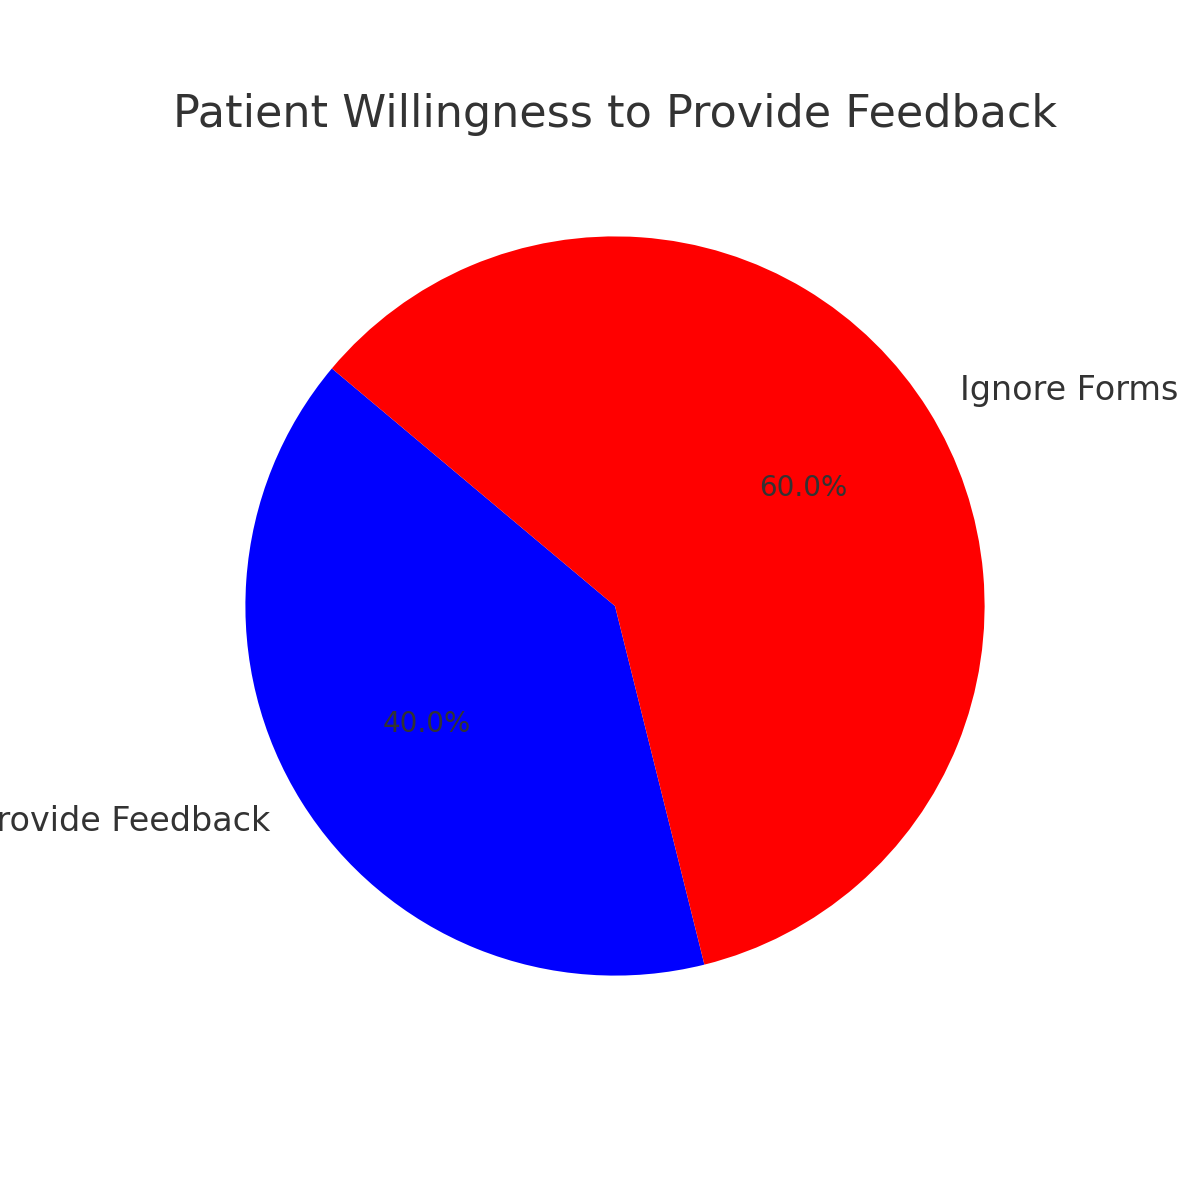 Patient Willingness to Provide Feedback
Ignore Forms
60.0%
40.0%
rovide Feedback